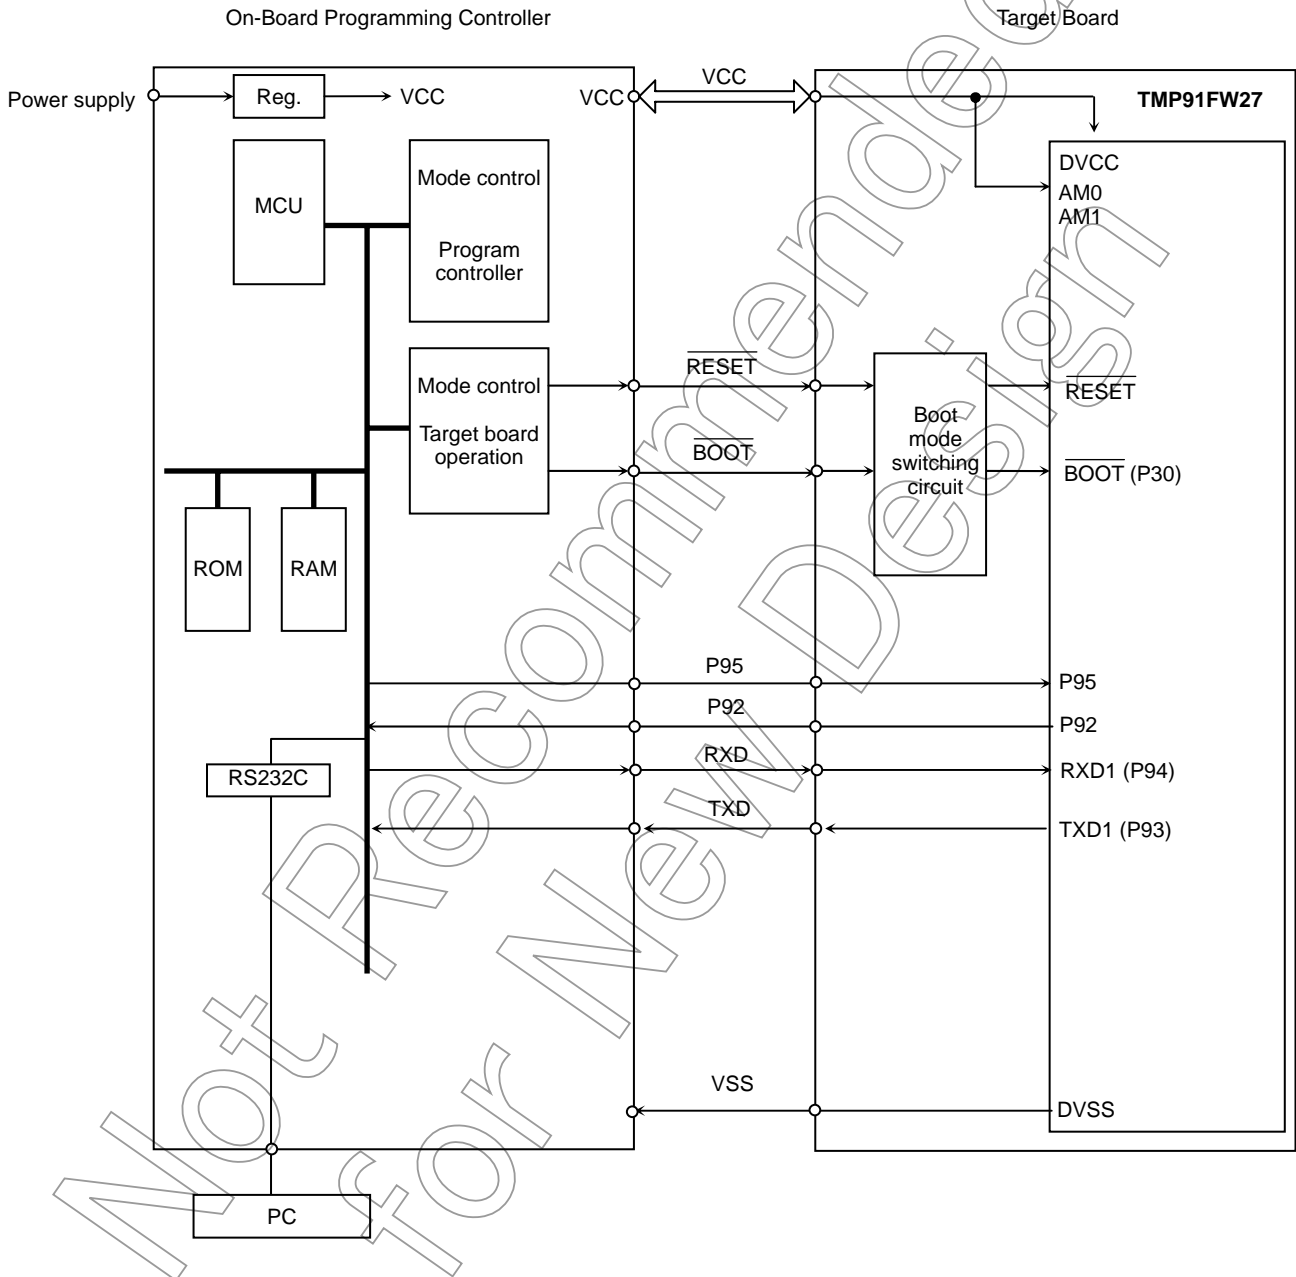 On-Board Programming Controller
Target Board
Power supply
Reg.
VCC
VCC
VCC
TMP91FW27
MCU
Mode control
Program
controller
DVCC
AM0
AM1
Mode control
Target board
operation
RESET
BOOT
Boot
mode
switching
circuit
RESET
BOOT (P30)
ROM
RAM
P95
P95
P92
P92
RS232C
RXD
RXD1 (P94)
TXD
TXD1 (P93)
VSS
DVSS
PC
Not Recommended
for New Design